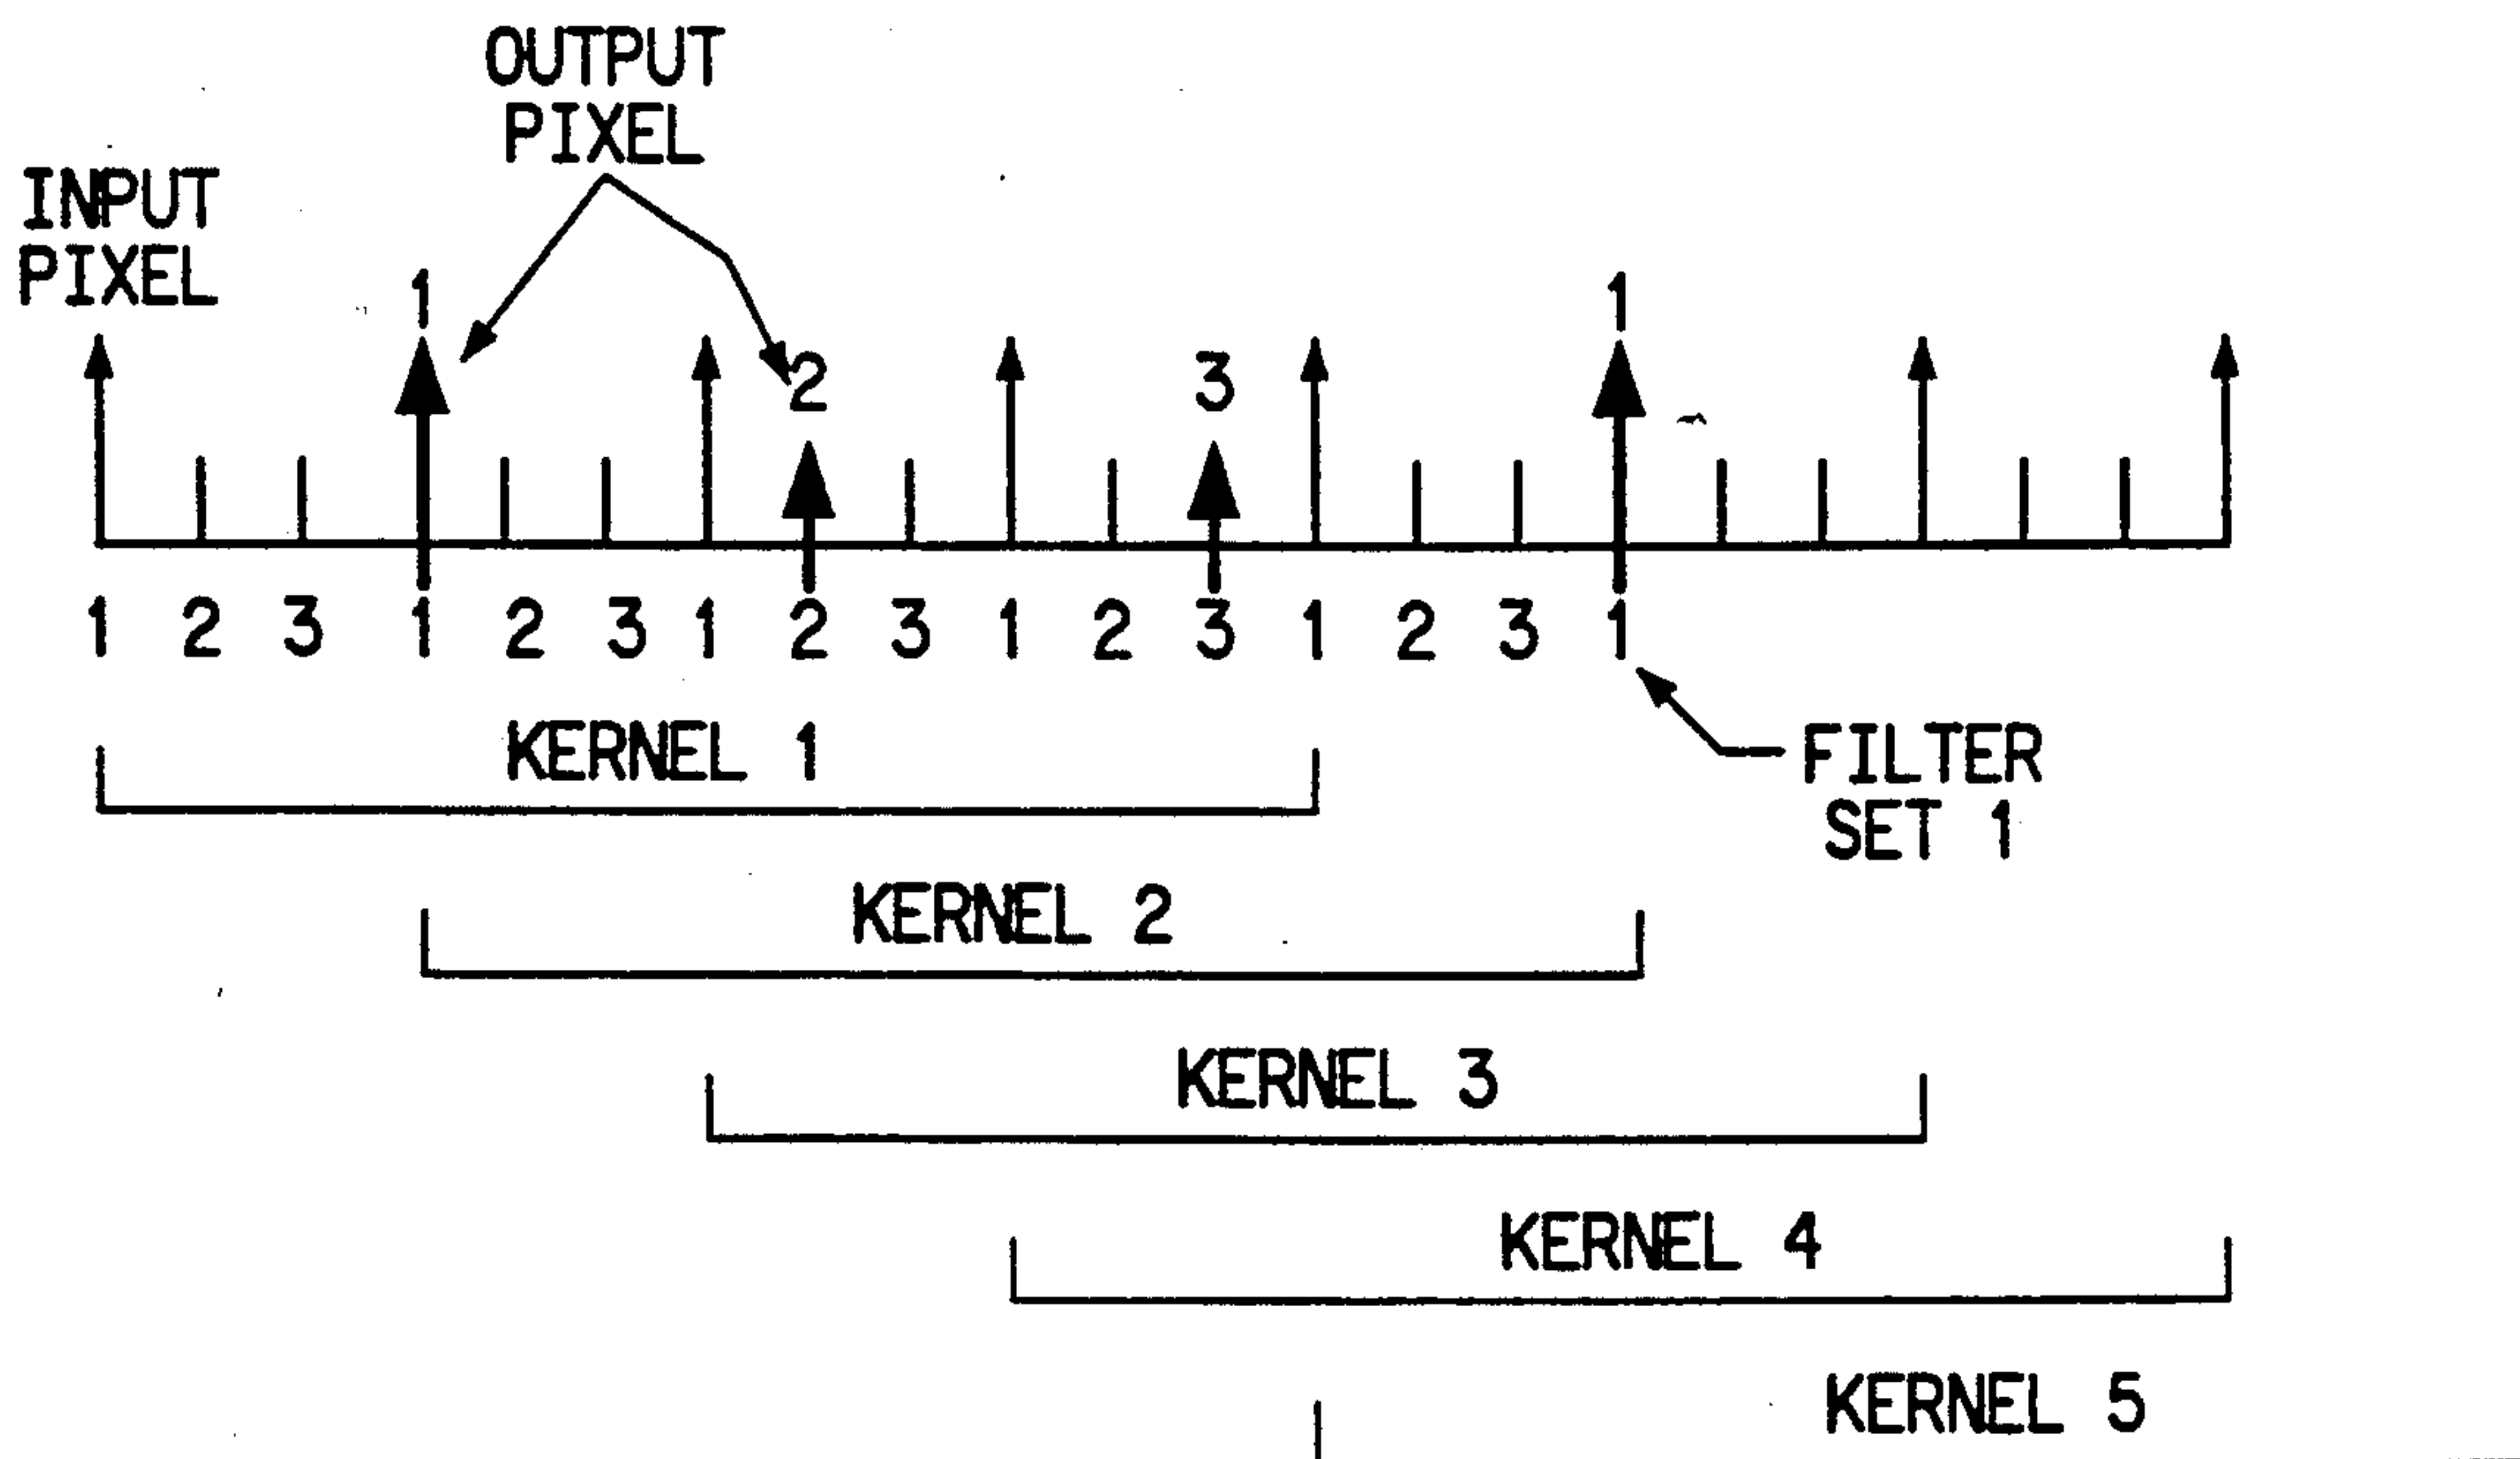 OUTPUT
PIXEL
INPUT
PIXEL
1
1
2
3
1 2 3 1 2 3 1 2 3 1 2 3 1 2 3 1
KERNEL 1
FILTER
SET 1
KERNEL 2
KERNEL 3
KERNEL 4
KERNEL 5